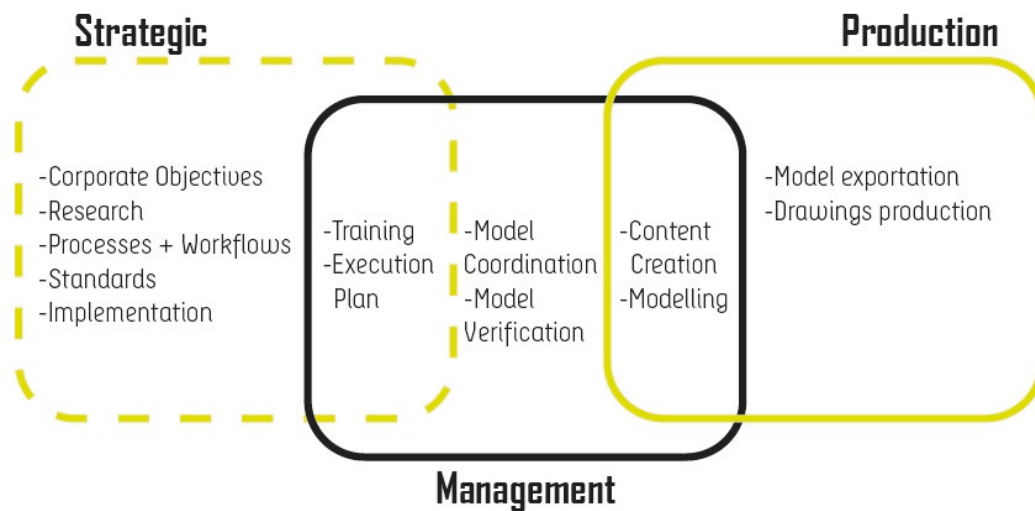 Strategic
Production
-Corporate Objectives
-Research
-Processes + Workflows
-Standards
-Implementation
-Training
-Execution
Plan
-Model
Coordination
-Model
Verification
-Content
Creation
-Modelling
-Model exportation
-Drawings production
Management